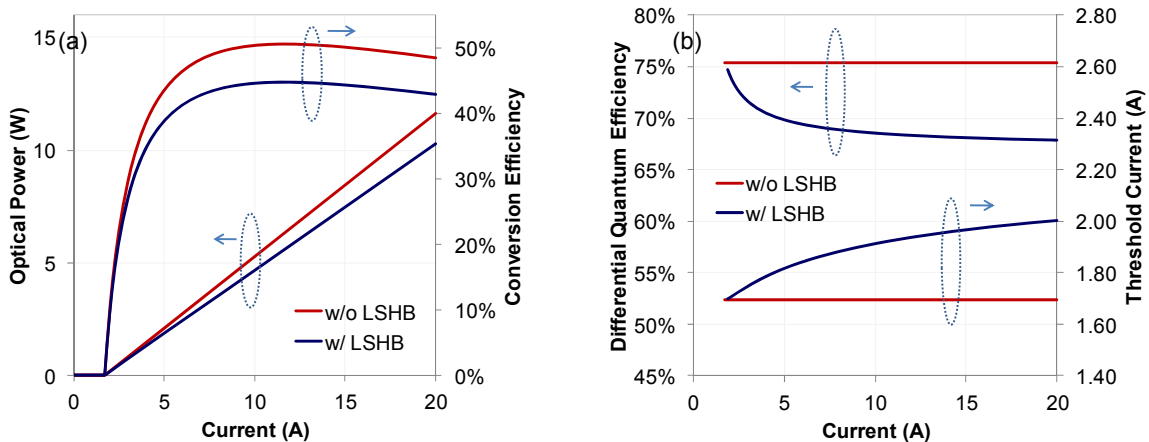 (a)
15
10
5
0
Optical Power (W)
50%
40%
30%
20%
10%
0%
Conversion Efficiency
w/o LSHB
w/ LSHB
0 5 10 15 20
Current (A)
(b)
80%
75%
70%
65%
60%
55%
50%
45%
Differential Quantum Efficiency
2.80
2.60
2.40
2.20
2.00
1.80
1.60
1.40
Threshold Current (A)
w/o LSHB
w/ LSHB
0 5 10 15 20
Current (A)